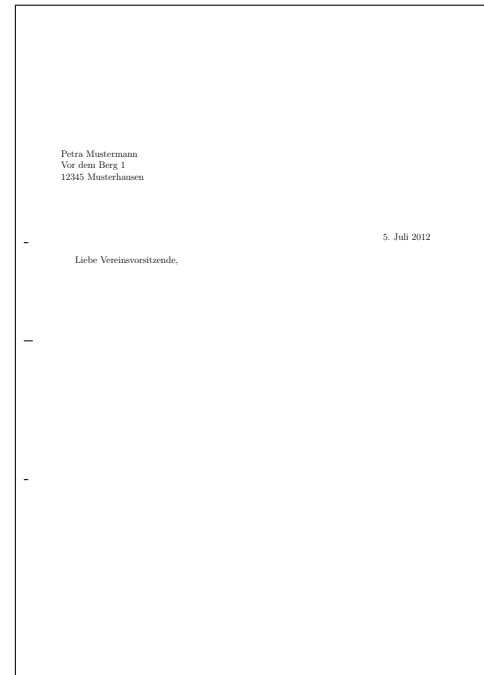 Petra Mustermann
Vor dem Berg 1
12345 Musterhausen
5. Juli 2012
Liebe Vereinsvorsitzende,